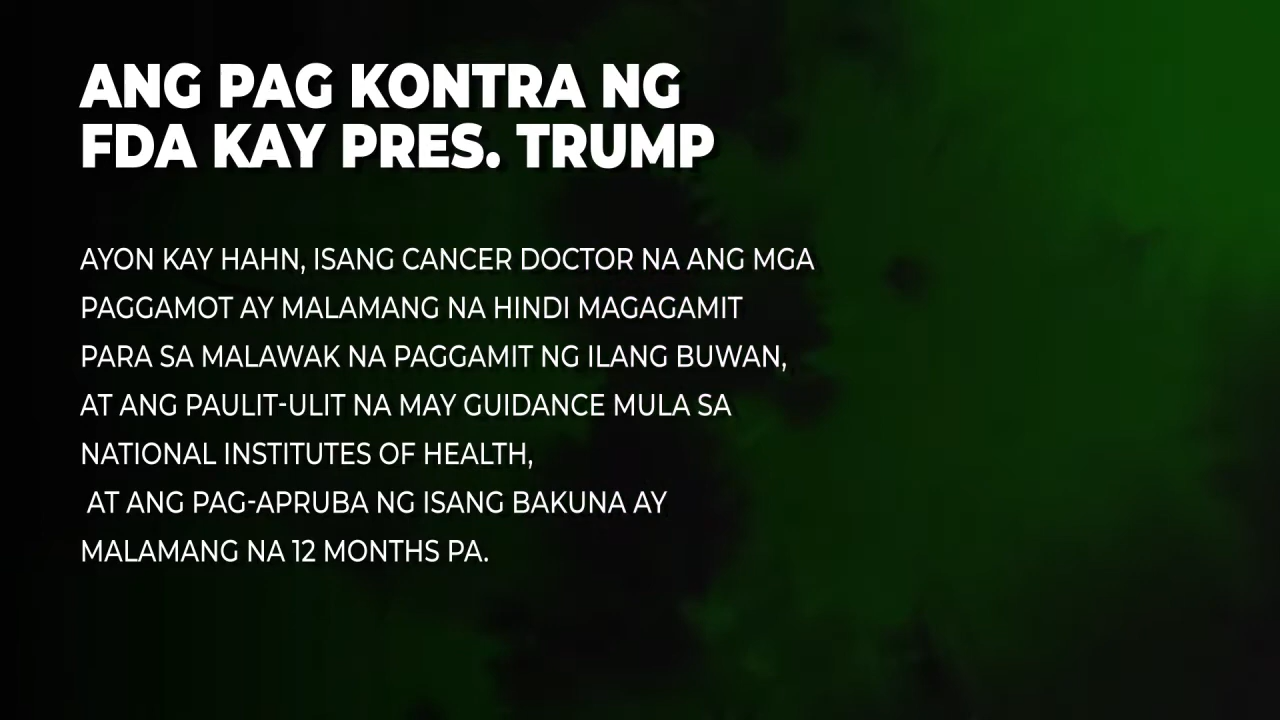 ANG PAG KONTRA NG
FDA KAY PRES. TRUMP
AYON KAY HAHN, ISANG CANCER DOCTOR NA ANG MGA
PAGGAMOT AY MALAMANG NA HINDI MAGAGAMIT
PARA SA MALAWAK NA PAGGAMIT NG ILANG BUWAN,
AT ANG PAULIT-ULIT NA MAY GUIDANCE MULA SA
NATIONAL INSTITUTES OF HEALTH,
AT ANG PAG-APRUBA NG ISANG BAKUNA AY
MALAMANG NA 12 MONTHS PA.